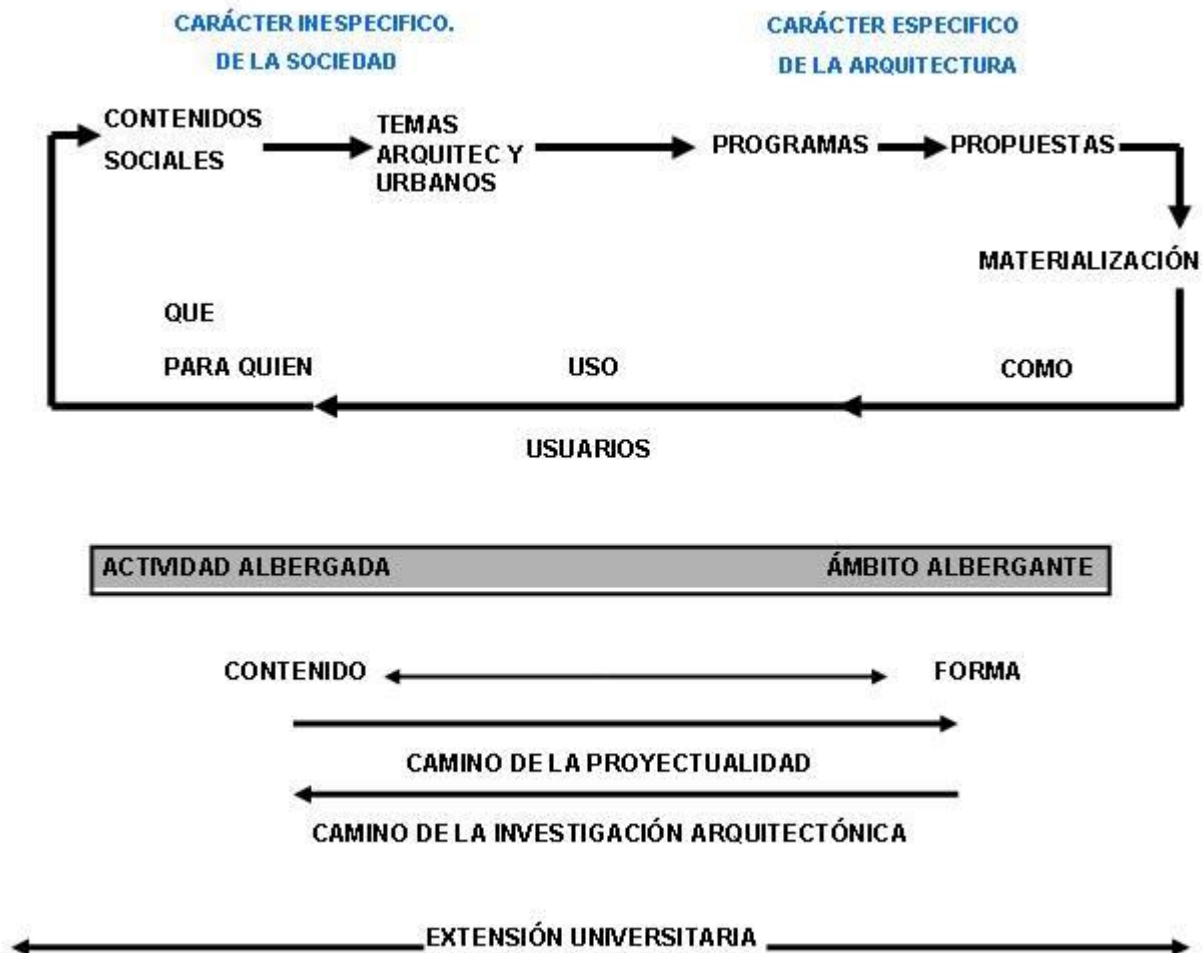 CARÁCTER INESPECIFICO.
DE LA SOCIEDAD
CARÁCTER ESPECIFICO
DE LA ARQUITECTURA
CONTENIDOS
SOCIALES
TEMAS
ARQUITEC Y
URBANOS
PROGRAMAS
PROPUESTAS
MATERIALIZACIÓN
QUE
PARA QUIEN
USO
COMO
USUARIOS
ACTIVIDAD ALBERGADA
ÁMBITO ALBERGANTE
CONTENIDO
FORMA
CAMINO DE LA PROYECTUALIDAD
CAMINO DE LA INVESTIGACIÓN ARQUITECTÓNICA
EXTENSIÓN UNIVERSITARIA